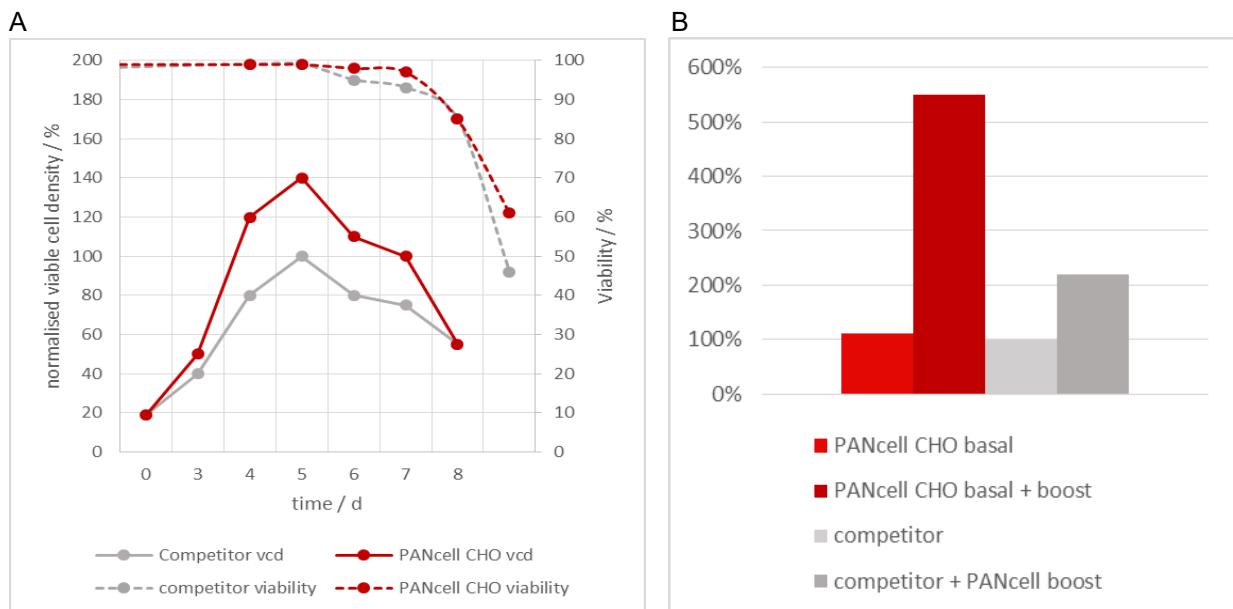 A
200
180
160
140
120
100
80
60
40
20
0
normalised viable cell density / %
100
90
80
70
60
50
40
30
20
10
0
Viability / %
0 3 4 5 6 7 8
time / d
Competitor vcd PANcell CHO vcd
competitor viability PANcell CHO viability
B
600%
500%
400%
300%
200%
100%
0%
PANcell CHO basal
PANcell CHO basal + boost
competitor
competitor + PANcell boost